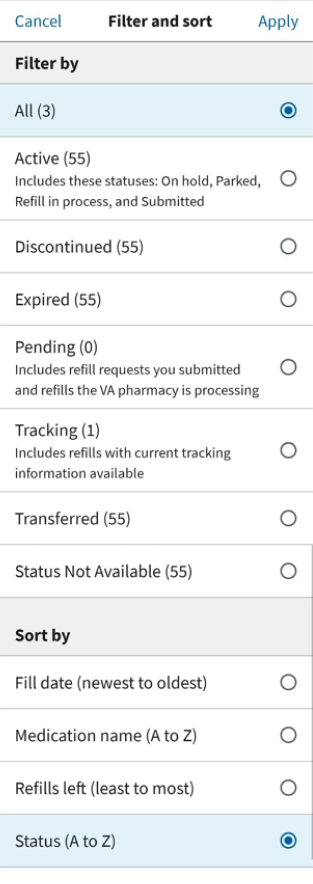 Cancel Filter and sort Apply
Filter by
All (3)
Active (55)
Includes these statuses: On hold, Parked,
Refill in process, and Submitted
Discontinued (55)
Expired (55)
Pending (0)
Includes refill requests you submitted
and refills the VA pharmacy is processing
Tracking (1)
Includes refills with current tracking
information available
Transferred (55)
Status Not Available (55)
Sort by
Fill date (newest to oldest)
Medication name (A to Z)
Refills left (least to most)
Status (A to Z)